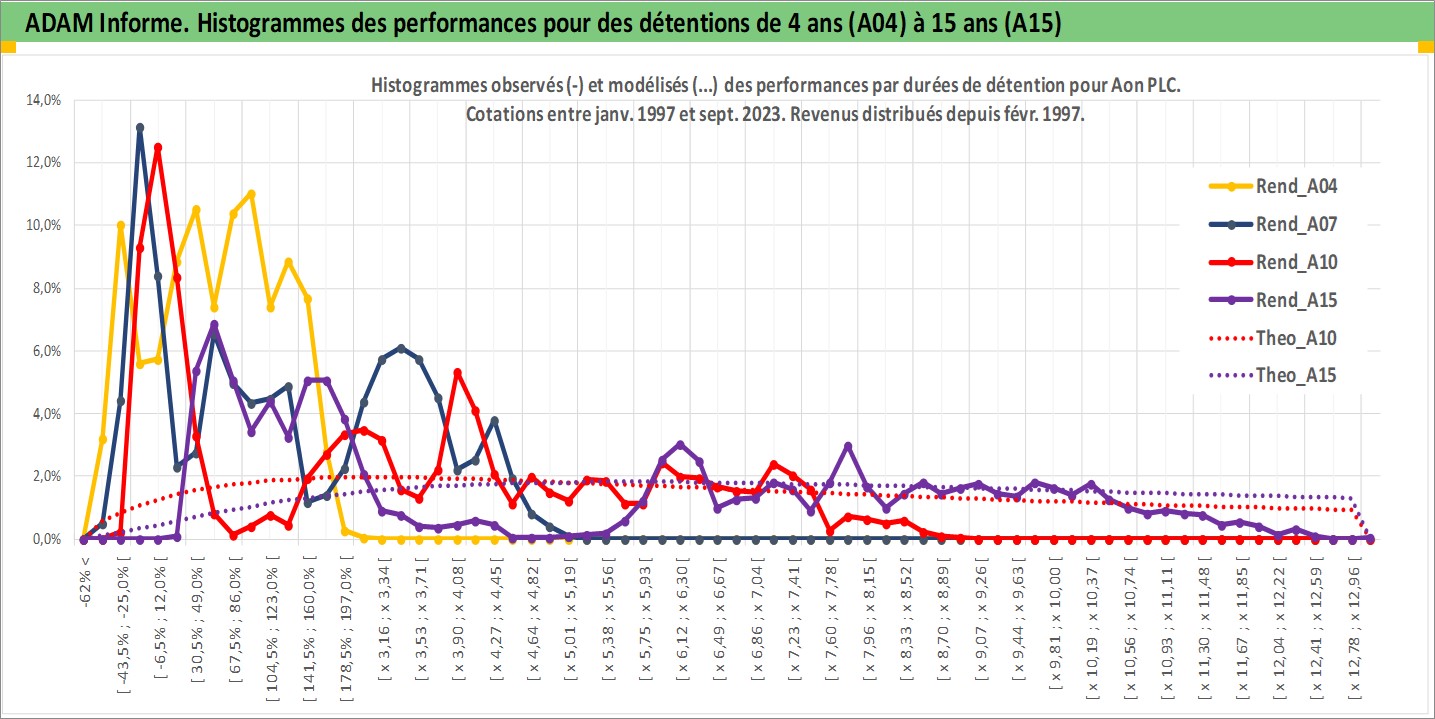 ADAM Informe. Histogrammes des performances pour des détentions de 4 ans (A04) à 15 ans (A15)
Histogrammes observés (-) et modélisés (...) des performances par durées de détention pour Aon PLC.
Cotations entre janv. 1997 et sept. 2023. Revenus distribués depuis févr. 1997.
14,0%
12,0%
10,0%
8,0%
6,0%
4,0%
2,0%
0,0%
Rend_A04
Rend_A07
Rend_A10
Rend_A15
Theo_A10
Theo_A15
-62% <
[ -43,5% ; -25,0% [
[ -6,5% ; 12,0% [
[ 30,5% ; 49,0% [
[ 67,5% ; 86,0% [
[ 104,5% ; 123,0% [
[ 141,5% ; 160,0% [
[ 178,5% ; 197,0% [
[ x 3,16 ; x 3,34 [
[ x 3,53 ; x 3,71 [
[ x 3,90 ; x 4,08 [
[ x 4,27 ; x 4,45 [
[ x 4,64 ; x 4,82 [
[ x 5,01 ; x 5,19 [
[ x 5,38 ; x 5,56 [
[ x 5,75 ; x 5,93 [
[ x 6,12 ; x 6,30 [
[ x 6,49 ; x 6,67 [
[ x 6,86 ; x 7,04 [
[ x 7,23 ; x 7,41 [
[ x 7,60 ; x 7,78 [
[ x 7,96 ; x 8,15 [
[ x 8,33 ; x 8,52 [
[ x 8,70 ; x 8,89 [
[ x 9,07 ; x 9,26 [
[ x 9,44 ; x 9,63 [
[ x 9,81 ; x 10,00 [
[ x 10,19 ; x 10,37 [
[ x 10,56 ; x 10,74 [
[ x 10,93 ; x 11,11 [
[ x 11,30 ; x 11,48 [
[ x 11,67 ; x 11,85 [
[ x 12,04 ; x 12,22 [
[ x 12,41 ; x 12,59 [
[ x 12,78 ; x 12,96 [